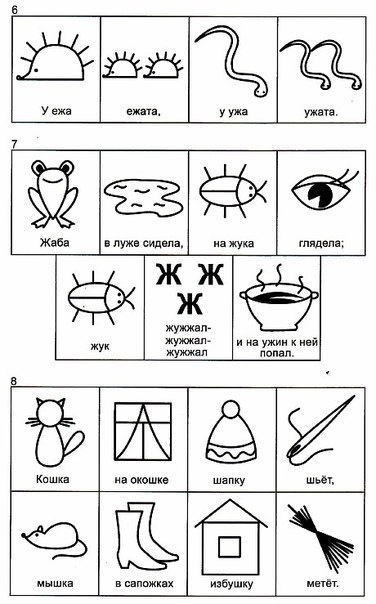 6
У ежа ежата, у ужа ужата.
7
Жаба в луже сидела, на жука глядела;
Ж Ж
Ж
жужжал-
жужжал-
и на ужин к ней
жук жужжал попал.
8
Кошка на окошке шапку шьёт,
мышка в сапожках избушку метёт.